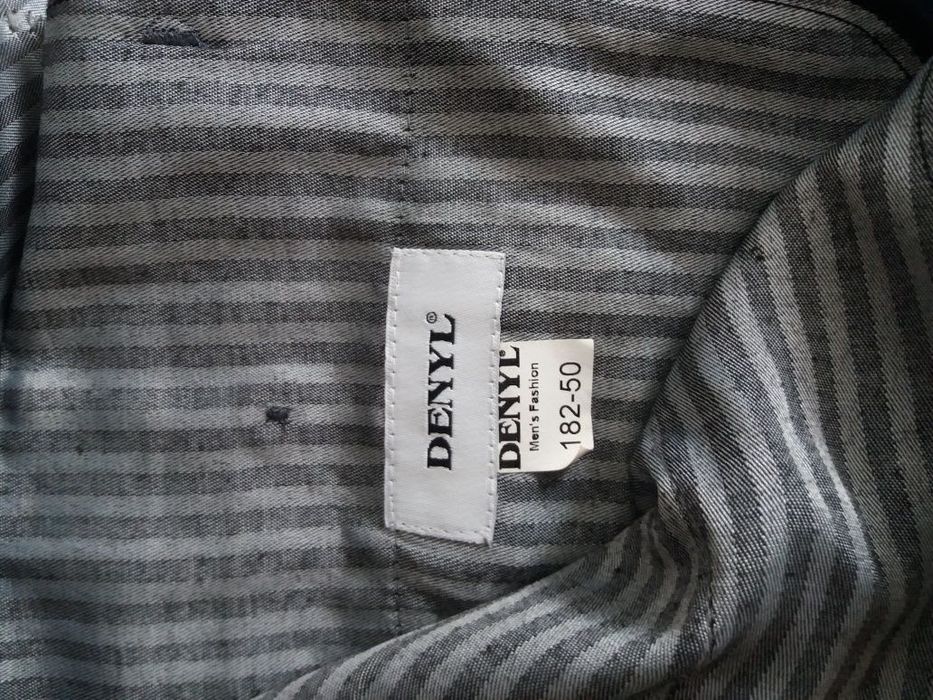 DENYL®
DENYL
Men's Fashion
182-50